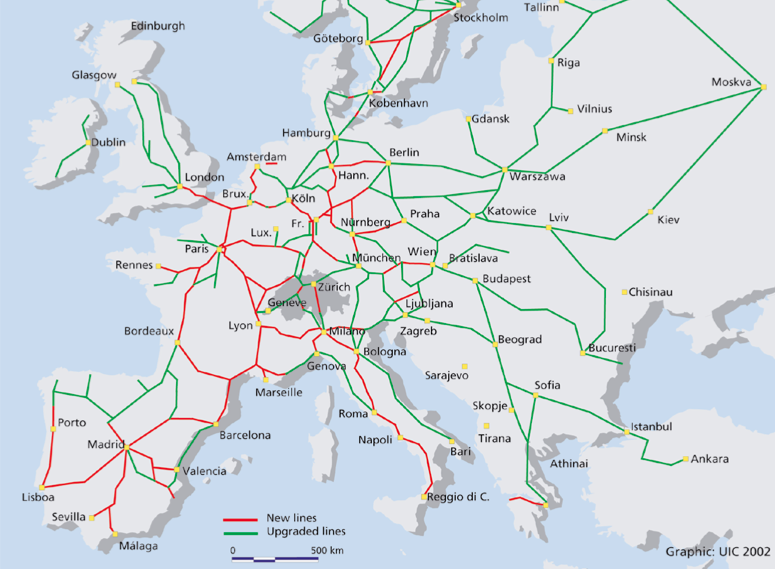 Tallinn
Stockholm
Edinburgh
Göteborg
Riga
Glasgow
Moskva
København
Vilnius
Gdansk
Minsk
Hamburg
Dublin
Amsterdam
Berlin
London
Hann.
Warszawa
Brux.
Köln
Katowice
Praha
Lviv
Kiev
Fr.
Nürnberg
Lux.
Paris
Wien
Rennes
München
Bratislava
Budapest
Zürich
Chisinau
Geneve
Ljubljana
Lyon
Milano
Zagreb
Bordeaux
Beograd
Bucuresti
Bologna
Genova
Sarajevo
Marseille
Sofia
Skopje
Roma
Porto
Istanbul
Barcelona
Tirana
Madrid
Napoli
Bari
Ankara
Athinai
Valencia
Lisboa
Reggio di C.
Sevilla
New lines
Málaga
Upgraded lines
0 500 km
Graphic: UIC 2002